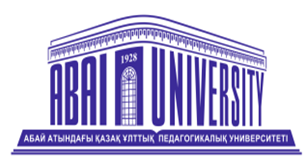 1928
ABAI UNIVERSITY
АБАЙ АТЫНДАҒЫ ҚАЗАҚ ҰЛТТЫҚ ПЕДАГОГИКАЛЫҚ УНИВЕРСИТЕТІ